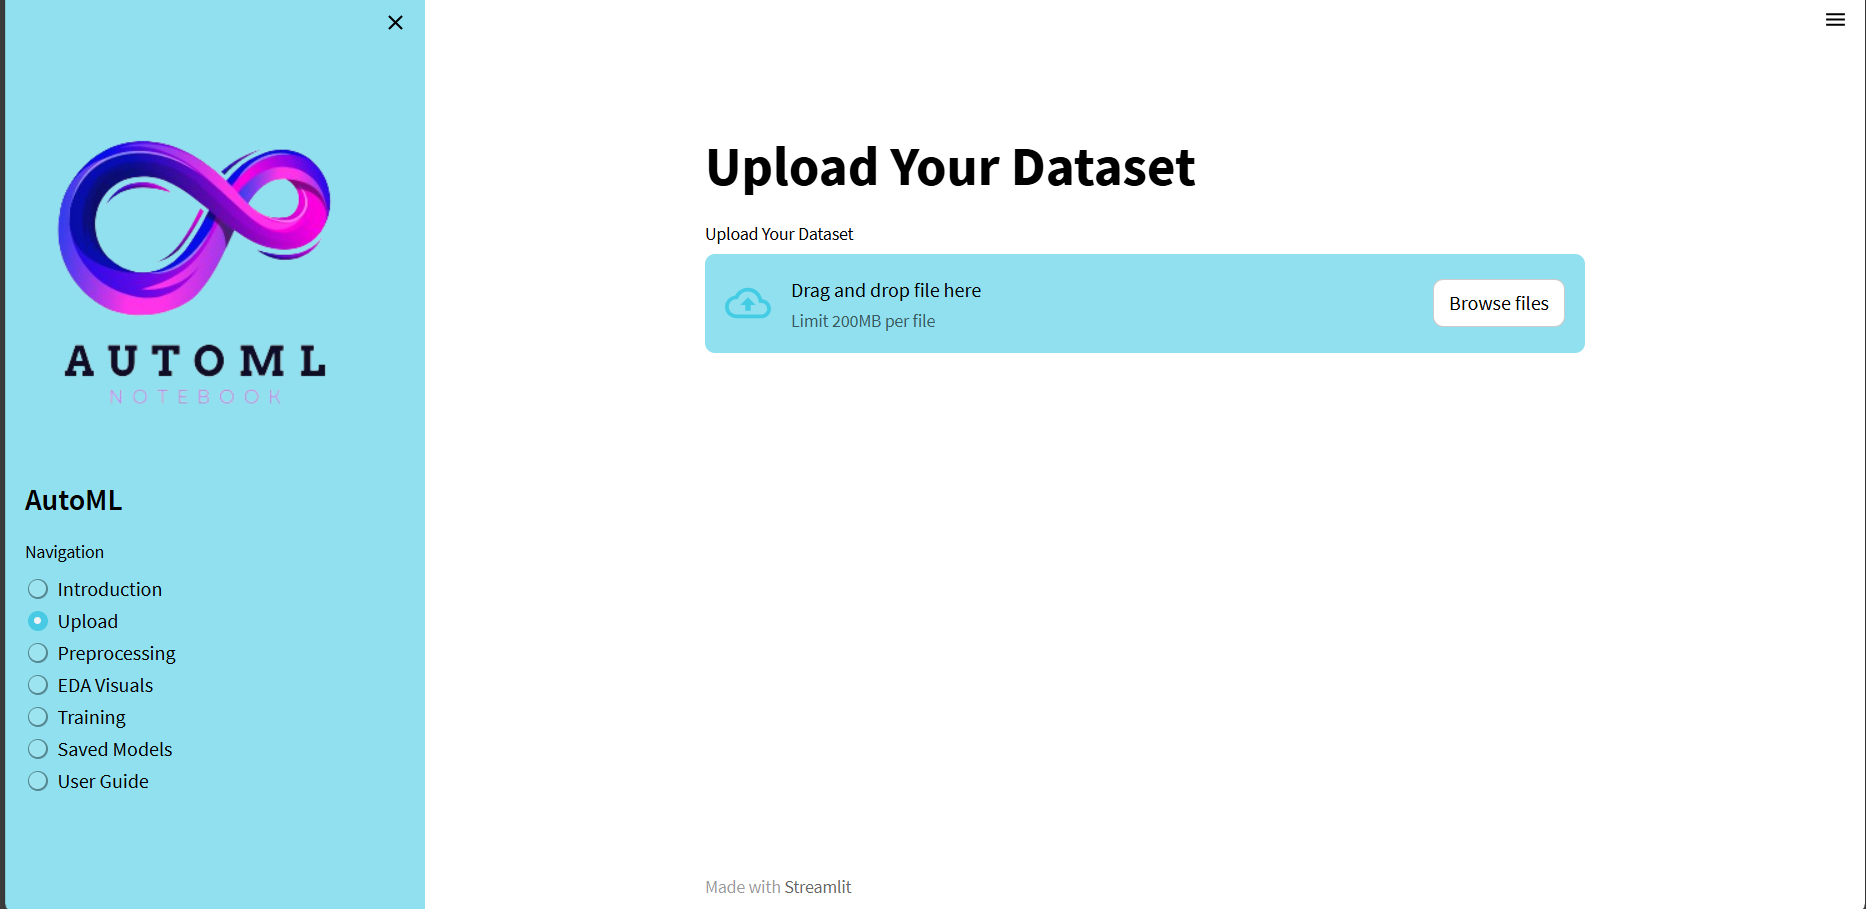 AUTOML
NOTEBOOK
AutoML
Navigation
Introduction
Upload
Preprocessing
EDA Visuals
Training
Saved Models
User Guide
Upload Your Dataset
Upload Your Dataset
Drag and drop file here
Limit 200MB per file
Browse files
Made with Streamlit